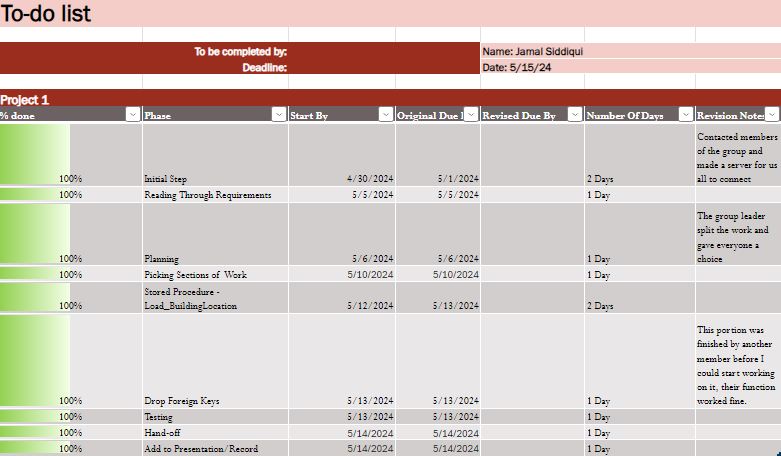 To-do list
To be completed by: Name: Jamal Siddiqui
Deadline: Date: 5/15/24
Project 1
% done Phase Start By Original Due Revised Due By Number Of Days Revision Notes
Contacted members
of the group and
made a server for us
100% Initial Step 4/30/2024 5/1/2024 2 Days all to connect
100% Reading Through Requirements 5/5/2024 5/5/2024 1 Day
The group leader
split the work and
gave everyone a
100% Planning 5/6/2024 5/6/2024 1 Day choice
100% Picking Sections of Work 5/10/2024 5/10/2024 1 Day
Stored Procedure -
100% Load_BuildingLocation 5/12/2024 5/13/2024 2 Days
This portion was
finished by another
member before I
could start working
on it, their function
100% Drop Foreign Keys 5/13/2024 5/13/2024 1 Day worked fine.
100% Testing 5/13/2024 5/13/2024 1 Day
100% Hand-off 5/14/2024 5/14/2024 1 Day
100% Add to Presentation/Record 5/14/2024 5/14/2024 1 Day